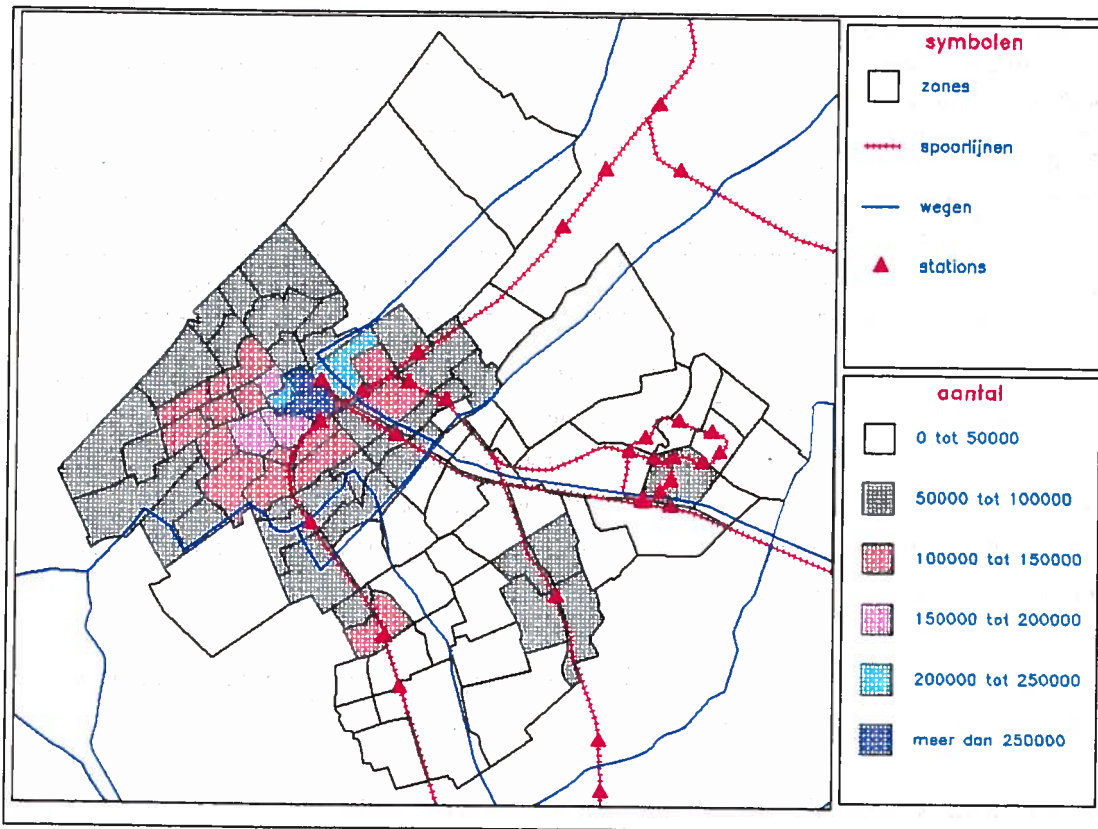 symbolen
zones
spoorlijnen
wegen
stations
aantal
0 tot 50000
50000 tot 100000
100000 tot 150000
150000 tot 200000
200000 tot 250000
meer dan 250000